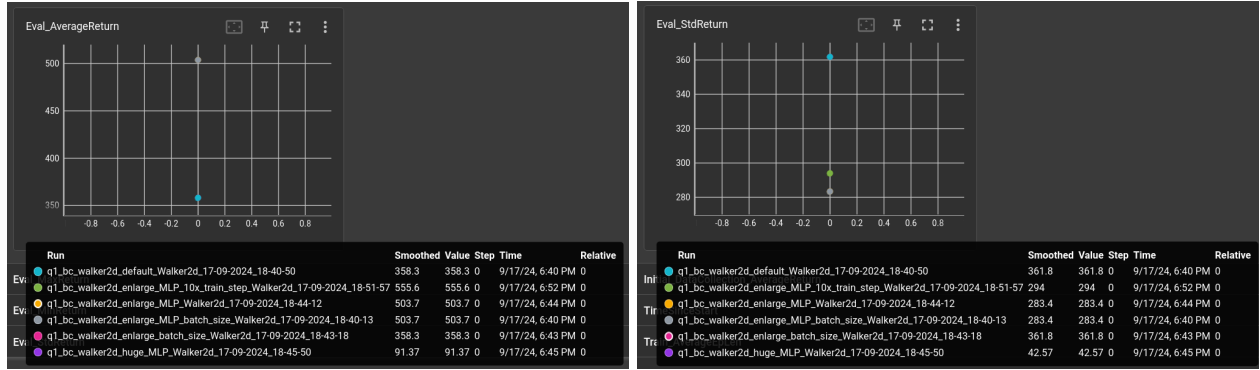 Eval_AverageReturn
500
450
400
350
-0.8 -0.6 -0.4 -0.2 0 0.2 0.4 0.6 0.8
Run Smoothed Value Step Time Relative
q1_bc_walker2d_default_Walker2d_17-09-2024_18-40-50 358.3 358.3 0 9/17/24, 6:40 PM 0
q1_bc_walker2d_enlarge_MLP_10x_train_step_Walker2d_17-09-2024_18-51-57 555.6 555.6 0 9/17/24, 6:52 PM 0
q1_bc_walker2d_enlarge_MLP_Walker2d_17-09-2024_18-44-12 503.7 503.7 0 9/17/24, 6:44 PM 0
q1_bc_walker2d_enlarge_MLP_batch_size_Walker2d_17-09-2024_18-40-13 503.7 503.7 0 9/17/24, 6:40 PM 0
q1_bc_walker2d_enlarge_batch_size_Walker2d_17-09-2024_18-43-18 358.3 358.3 0 9/17/24, 6:43 PM 0
q1_bc_walker2d_huge_MLP_Walker2d_17-09-2024_18-45-50 91.37 91.37 0 9/17/24, 6:45 PM 0
Eval_StdReturn
360
340
320
300
280
-0.8 -0.6 -0.4 -0.2 0 0.2 0.4 0.6 0.8
Run Smoothed Value Step Time Relative
q1_bc_walker2d_default_Walker2d_17-09-2024_18-40-50 361.8 361.8 0 9/17/24, 6:40 PM 0
q1_bc_walker2d_enlarge_MLP_10x_train_step_Walker2d_17-09-2024_18-51-57 294 294 0 9/17/24, 6:52 PM 0
q1_bc_walker2d_enlarge_MLP_Walker2d_17-09-2024_18-44-12 283.4 283.4 0 9/17/24, 6:44 PM 0
q1_bc_walker2d_enlarge_MLP_batch_size_Walker2d_17-09-2024_18-40-13 283.4 283.4 0 9/17/24, 6:40 PM 0
q1_bc_walker2d_enlarge_batch_size_Walker2d_17-09-2024_18-43-18 361.8 361.8 0 9/17/24, 6:43 PM 0
q1_bc_walker2d_huge_MLP_Walker2d_17-09-2024_18-45-50 42.57 42.57 0 9/17/24, 6:45 PM 0